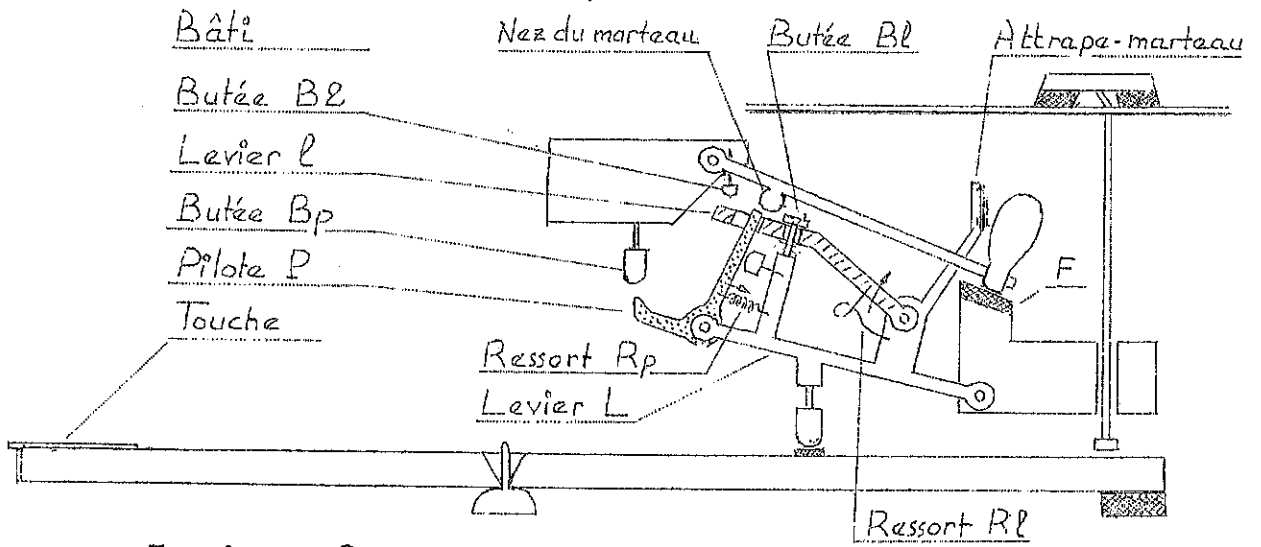 Bâti
Nez du marteau
Butée Bl
Attrape-marteau
Butée B2
Levier l
Butée Bp
Pilote P
Touche
F
Ressort Rp
Levier L
Ressort Rl